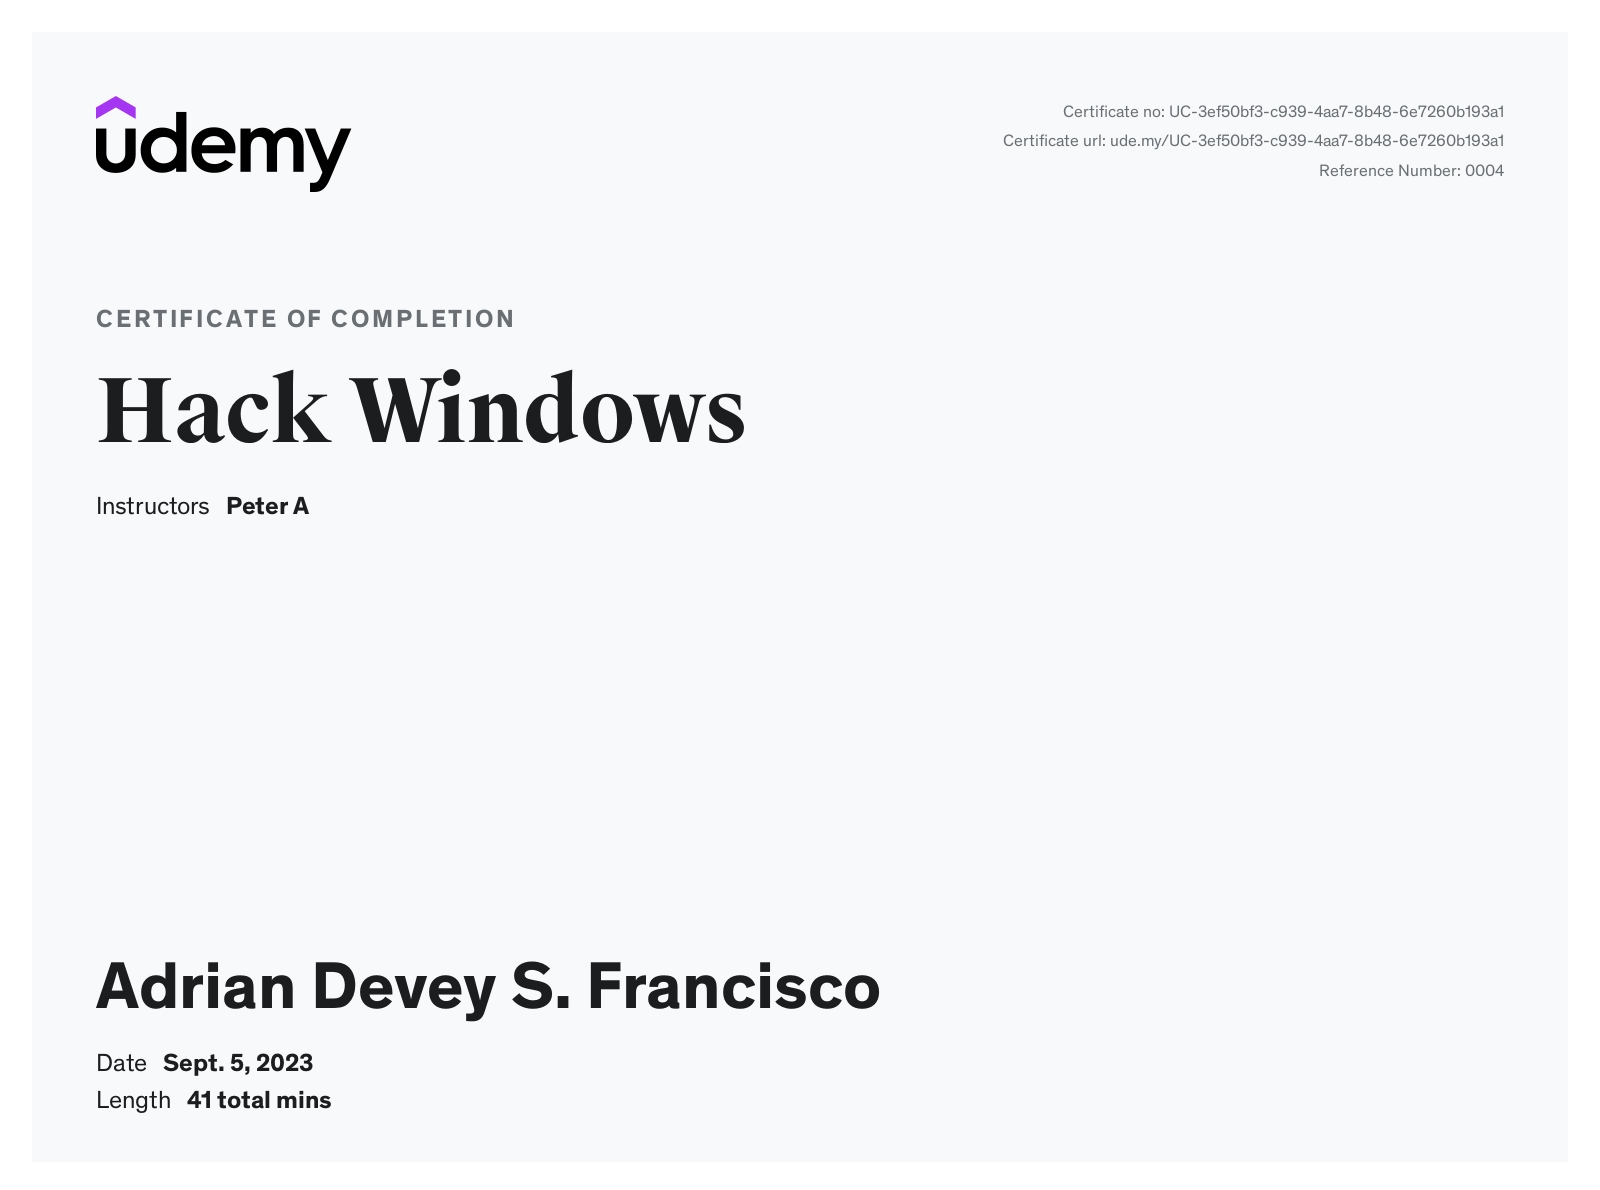 udemy
Certificate no: UC-3ef50bf3-c939-4aa7-8b48-6e7260b193a1
Certificate url: ude.my/UC-3ef50bf3-c939-4aa7-8b48-6e7260b193a1
Reference Number: 0004
CERTIFICATE OF COMPLETION
Hack Windows
Instructors Peter A
Adrian Devey S. Francisco
Date Sept. 5, 2023
Length 41 total mins